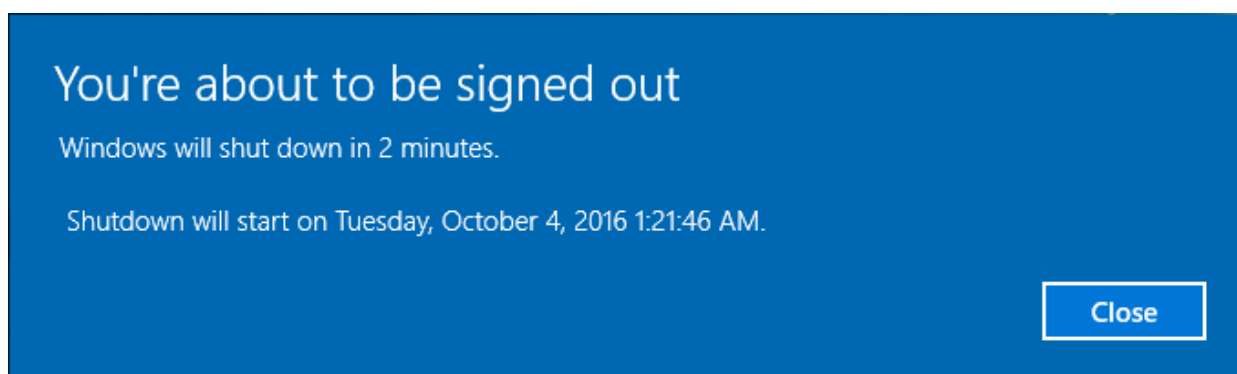 You're about to be signed out
Windows will shut down in 2 minutes.
Shutdown will start on Tuesday, October 4, 2016 1:21:46 AM.
Close